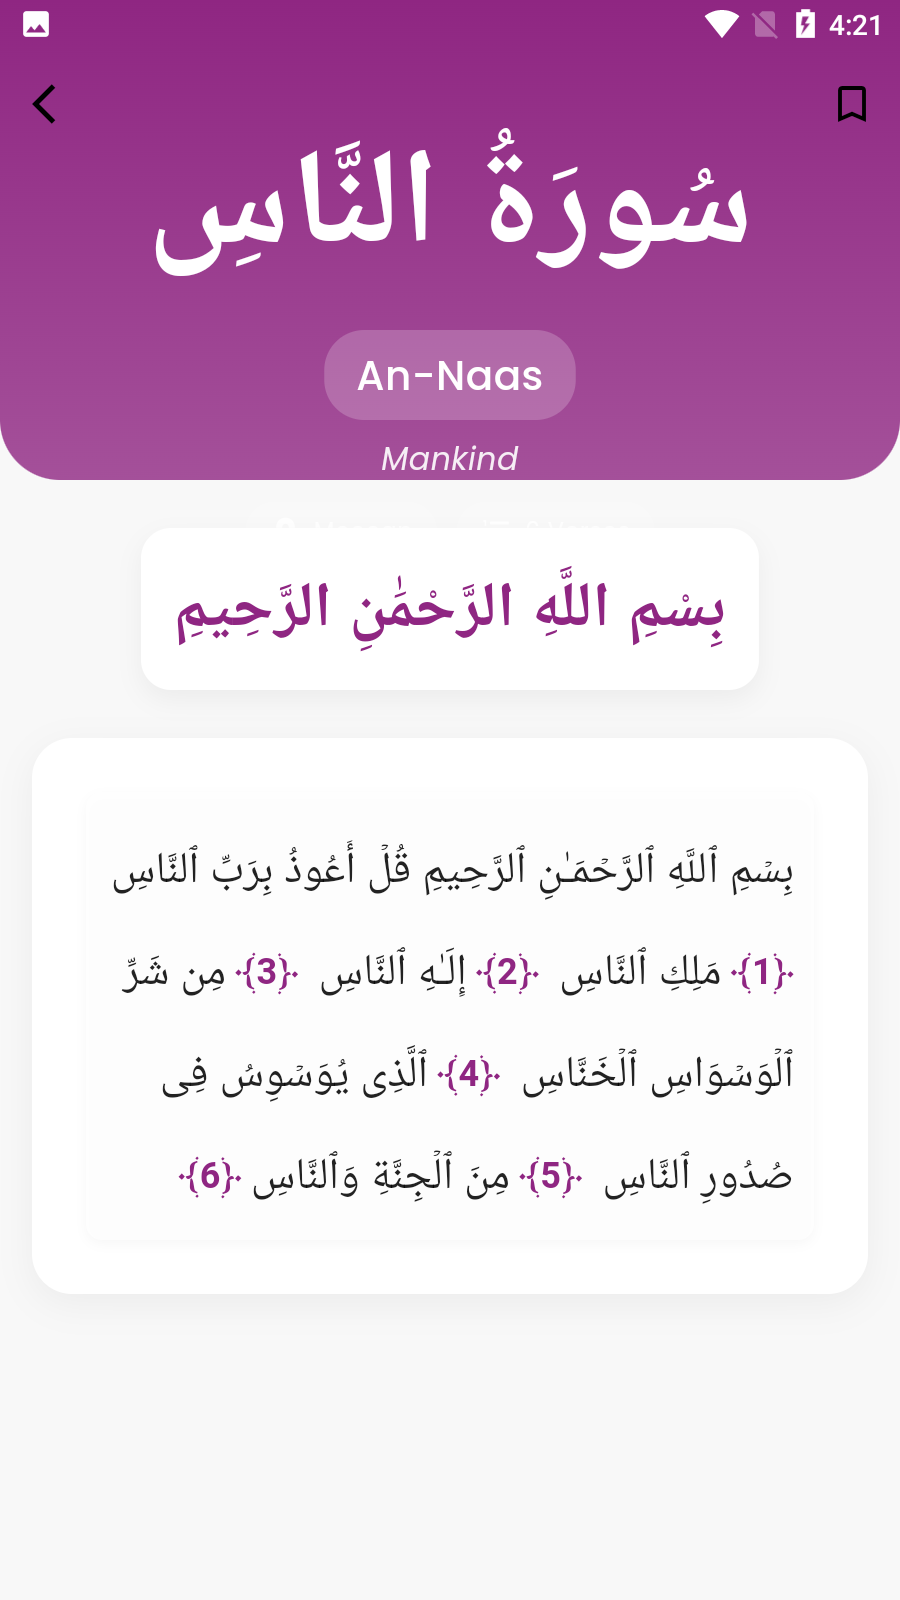 4:21
سُورَةُ النَّاسِ
An-Naas
Mankind
بِسْمِ اللَّهِ الرَّحْمَٰنِ الرَّحِيمِ
بِسْمِ ٱللَّهِ ٱلرَّحْمَـٰنِ ٱلرَّحِيمِ قُلْ أَعُوذُ بِرَبِّ ٱلنَّاسِ
{1} مَلِكِ ٱلنَّاسِ {2} إِلَـٰهِ ٱلنَّاسِ {3} مِن شَرِّ
ٱلْوَسْوَاسِ ٱلْخَنَّاسِ {4} ٱلَّذِى يُوَسْوِسُ فِى
صُدُورِ ٱلنَّاسِ {5} مِنَ ٱلْجِنَّةِ وَٱلنَّاسِ {6}